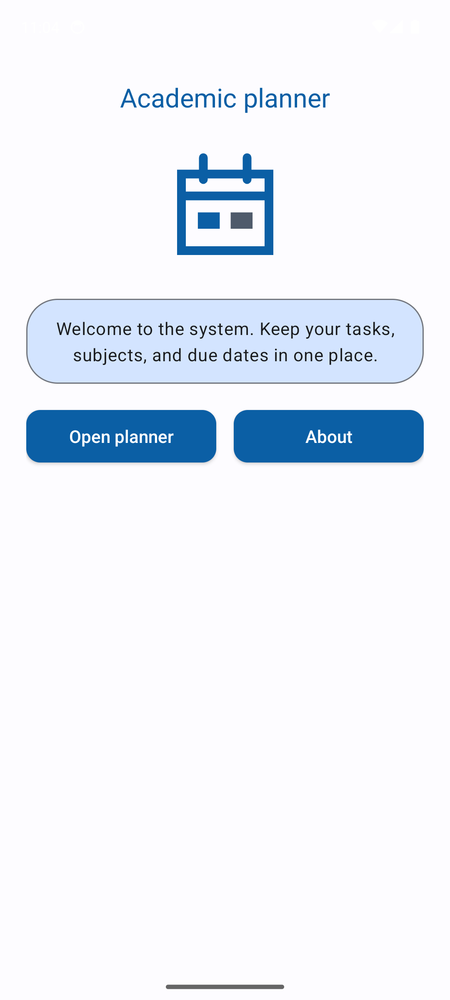 Academic planner
Welcome to the system. Keep your tasks,
subjects, and due dates in one place.
Open planner
About